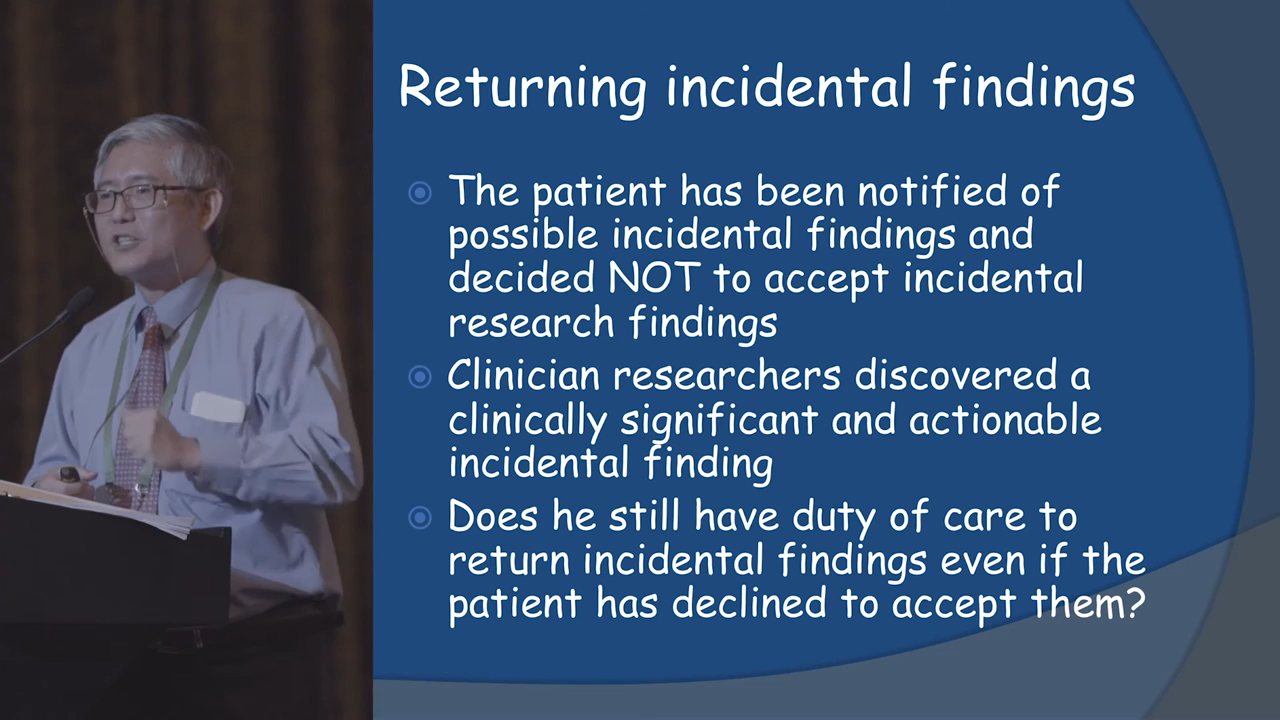 Returning incidental findings
The patient has been notified of
possible incidental findings and
decided NOT to accept incidental
research findings
Clinician researchers discovered a
clinically significant and actionable
incidental finding
Does he still have duty of care to
return incidental findings even if the
patient has declined to accept them?